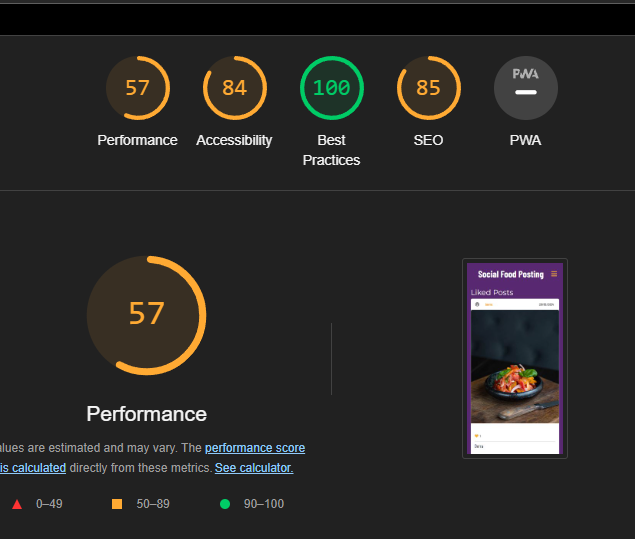 57
84
100
85
PWA
Performance
Accessibility
Best
Practices
SEO
PWA
57
Performance
alues are estimated and may vary. The performance score
is calculated directly from these metrics. See calculator.
0–49
50–89
90–100
Social Food Posting
Liked Posts